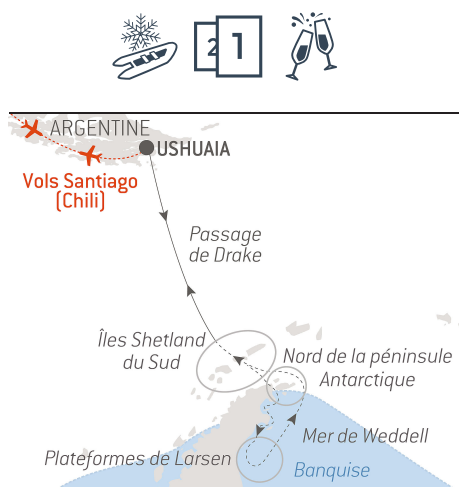 2 1
ARGENTINE
USHUAIA
Vols Santiago
(Chili)
Passage
de Drake
Îles Shetland
du Sud
Nord de la péninsule
Antarctique
Mer de Weddell
Plateformes de Larsen
Banquise